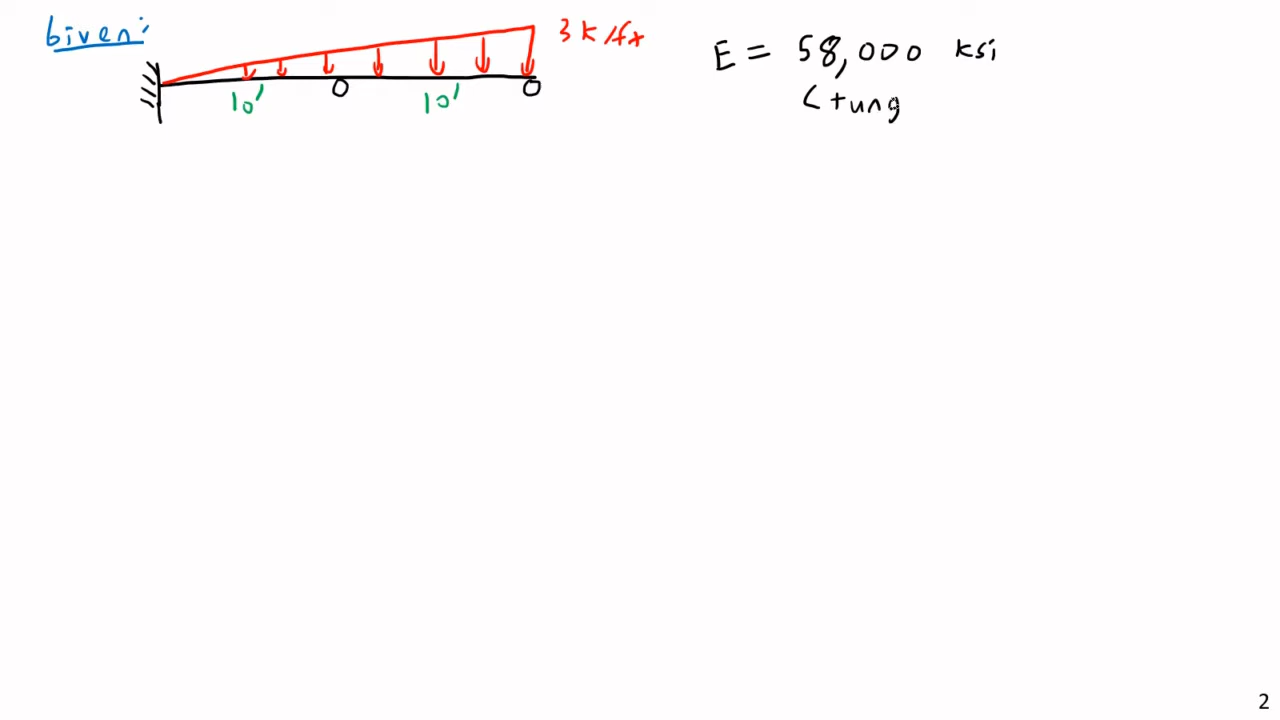 Given:
3 k/ft
10'
10'
E = 58,000 ksi
(tung
2